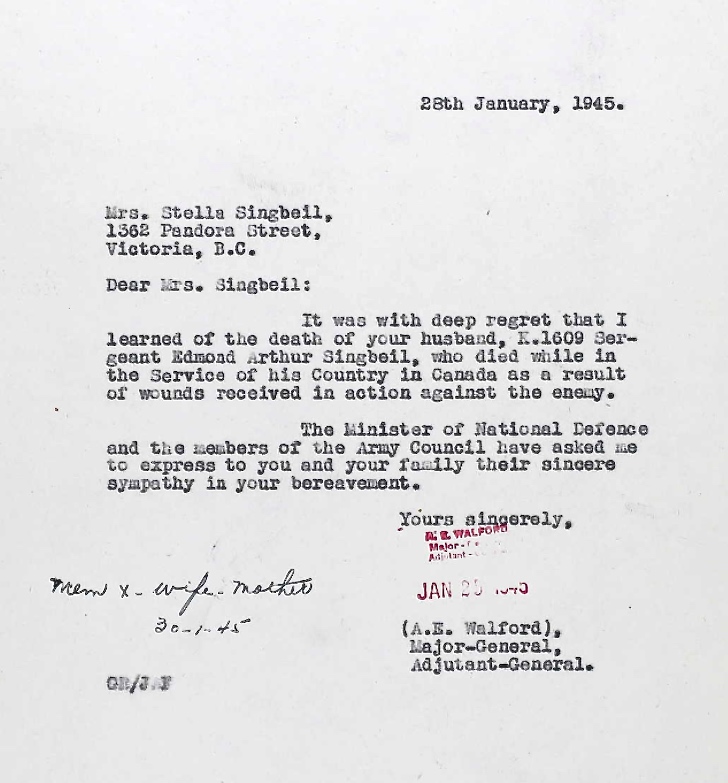 28th January, 1945.
Mrs. Stella Singbeil,
1362 Pandora Street,
Victoria, B.C.
Dear Mrs. Singbeil:
It was with deep regret that I
learned of the death of your husband, K.1609 Ser-
geant Edmond Arthur Singbeil, who died while in
the Service of his Country in Canada as a result
of wounds received in action against the enemy.
The Minister of National Defence
and the members of the Army Council have asked me
to express to you and your family their sincere
sympathy in your bereavement.
Yours sincerely,
A. E. WALFORD
Major-
Adjutant-
JAN
Mem X - wife - mother
30-1-45
(A.E. Walford),
Major-General,
Adjutant-General.